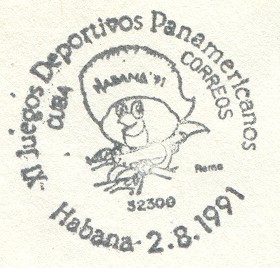 XI Juegos Deportivos Panamericanos
CUBA
CORREOS
HABANA '91
Remo
32300
Habana - 2.8.1991